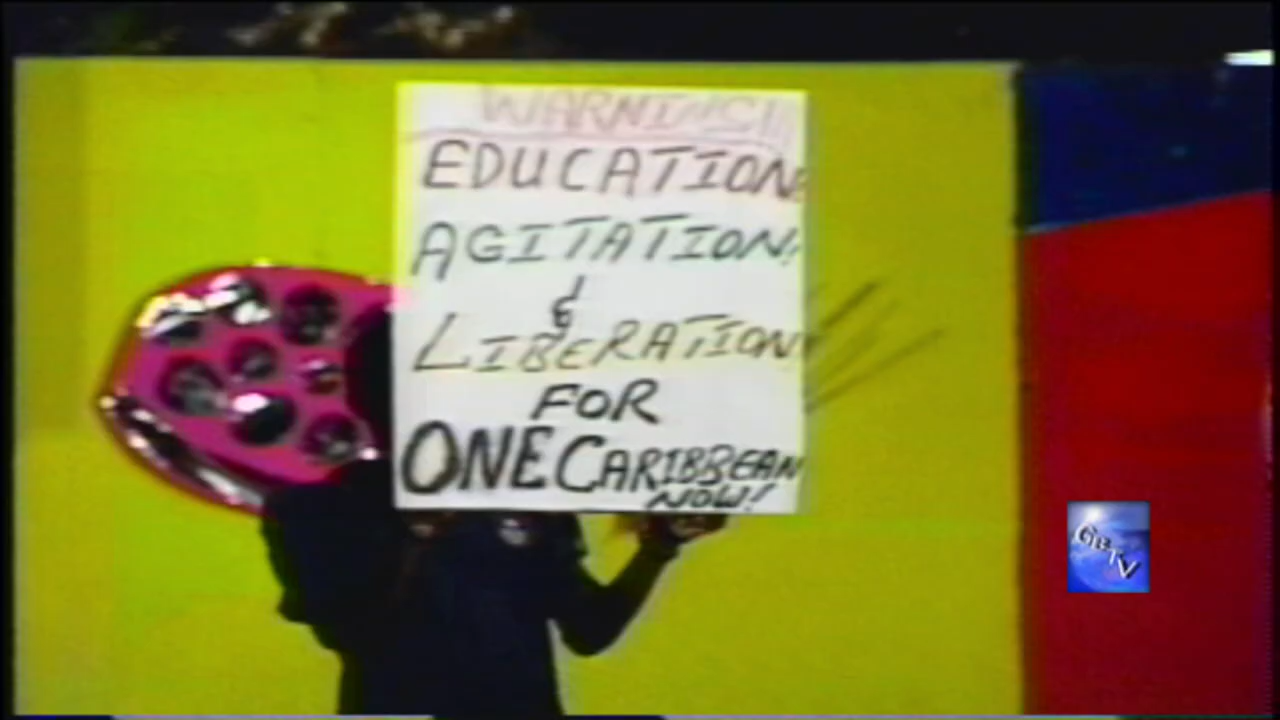 WARNING!!
EDUCATION!
AGITATION!
&
LIBERATION!
FOR
ONE CARIBBEAN
NOW!
GBTV